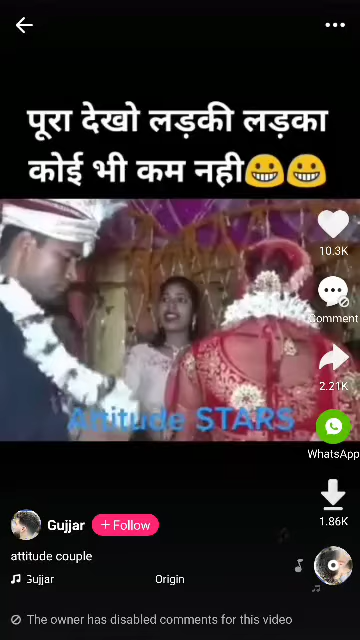 पूरा देखो लड़की लड़का
कोई भी कम नही😀😀
10.3K
Comment
Attitude STARS
2.21K
WhatsApp
1.86K
Gujjar
+ Follow
attitude couple
Gujjar Origin
The owner has disabled comments for this video